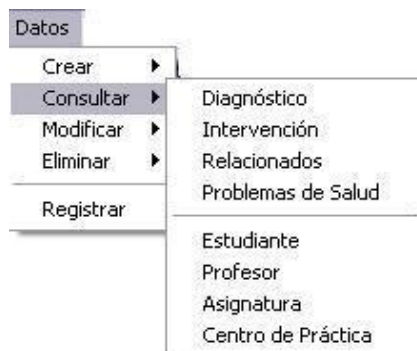 Datos
Crear
Consultar
Modificar
Eliminar
Registrar
Diagnóstico
Intervención
Relacionados
Problemas de Salud
Estudiante
Profesor
Asignatura
Centro de Práctica